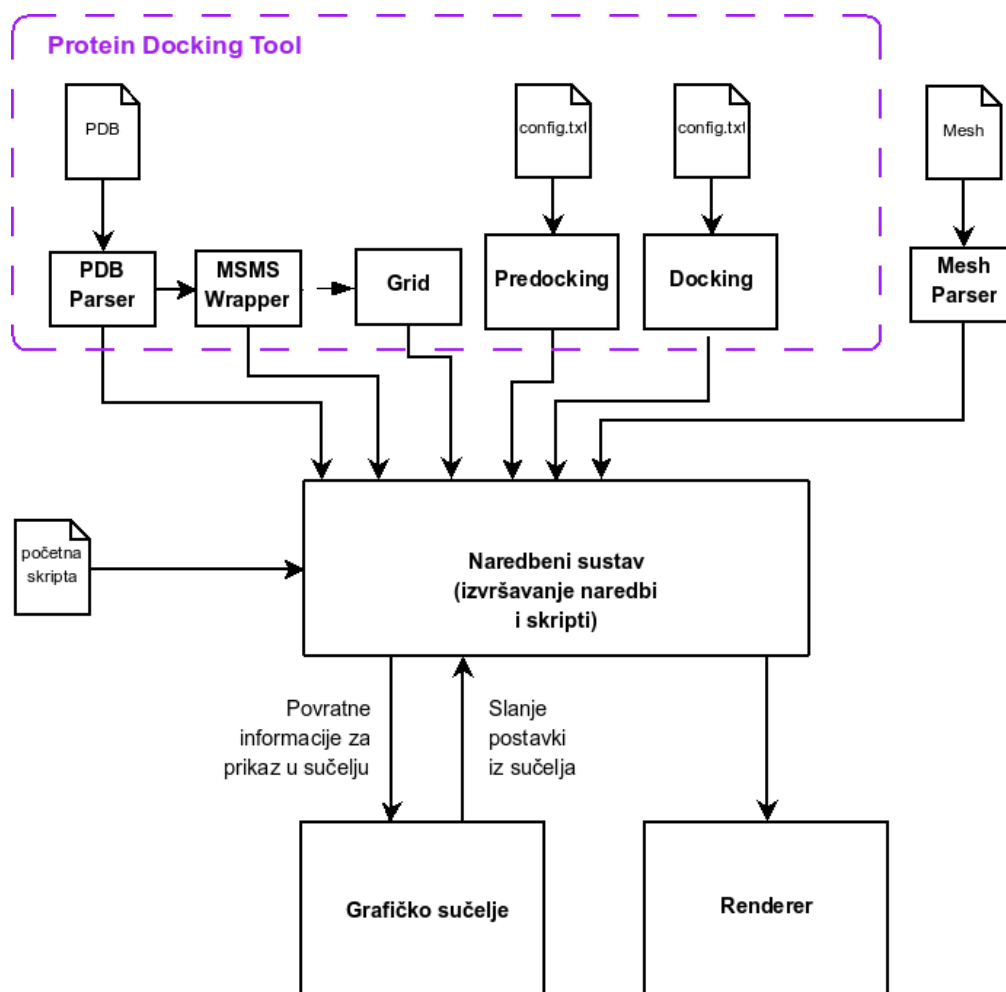 Protein Docking Tool
PDB
config.txt
config.txt
Mesh
PDB
Parser
MSMS
Wrapper
Grid
Predocking
Docking
Mesh
Parser
početna
skripta
Naredbeni sustav
(izvršavanje naredbi
i skripti)
Povratne
informacije za
prikaz u sučelju
Slanje
postavki
iz sučelja
Grafičko sučelje
Renderer